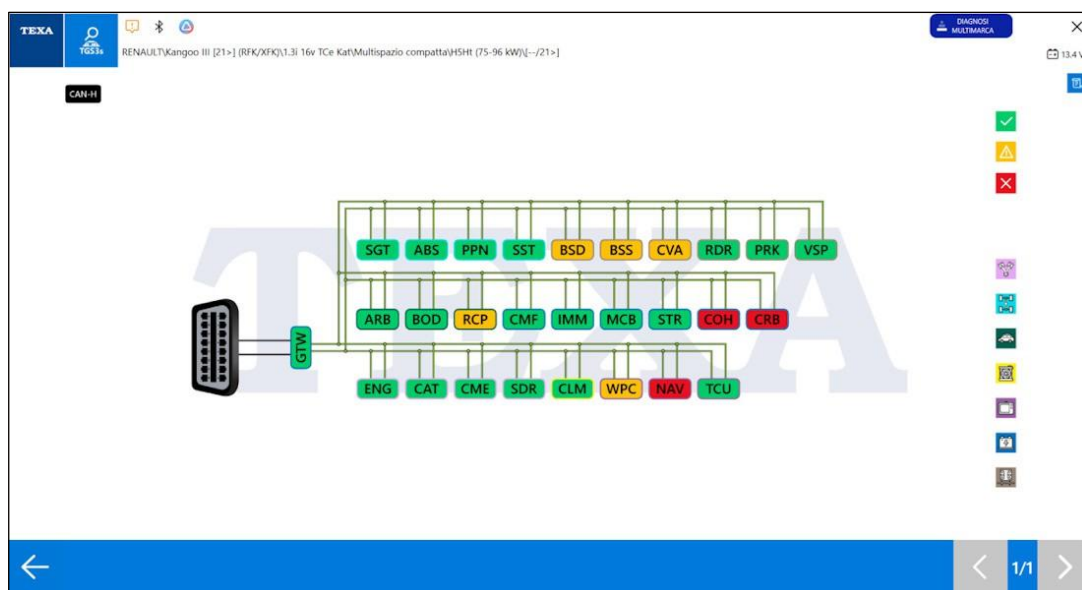 TEXA
TGS3s
DIAGNOSI
MULTIMARCA
RENAULT\Kangoo III [21>] (RFK/XFK)\1.3i 16v TCe Kat\Multispazio compatta\H5Ht (75-96 kW)\[--/21>]
13.4 V
CAN-H
SGT ABS PPN SST BSD BSS CVA RDR PRK VSP
ARB BOD RCP CMF IMM MCB STR COH CRB
GTW
ENG CAT CME SDR CLM WPC NAV TCU
TEXA
1/1